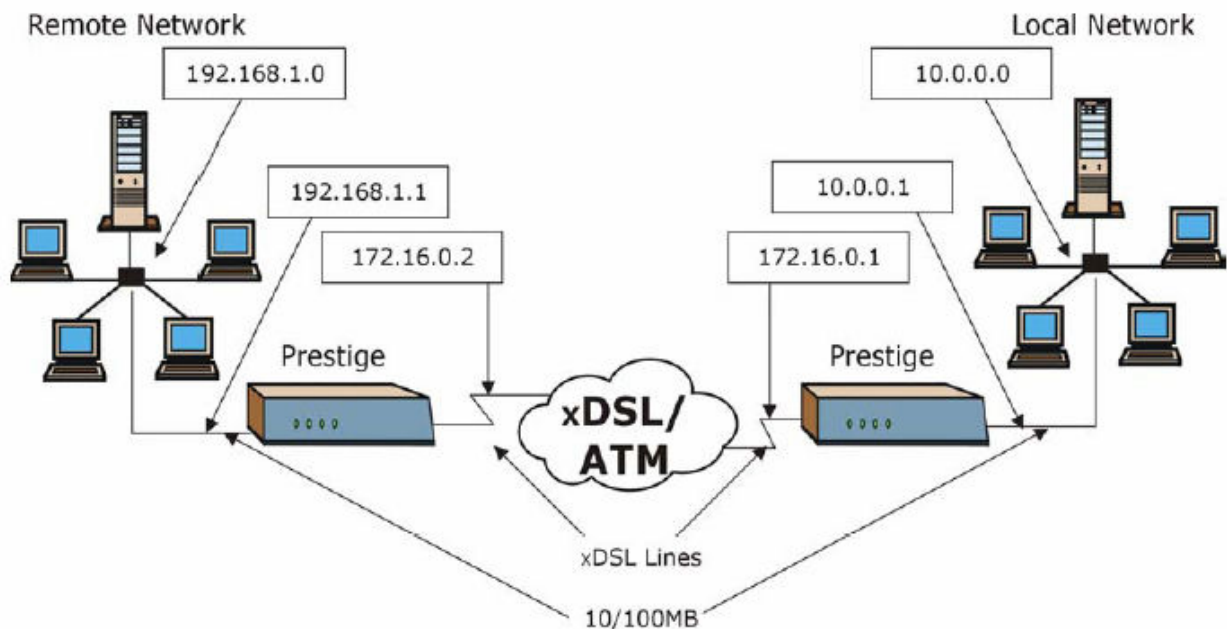 Remote Network
Local Network
192.168.1.0
10.0.0.0
192.168.1.1
10.0.0.1
172.16.0.2
172.16.0.1
Prestige
Prestige
xDSL/
ATM
xDSL Lines
10/100MB